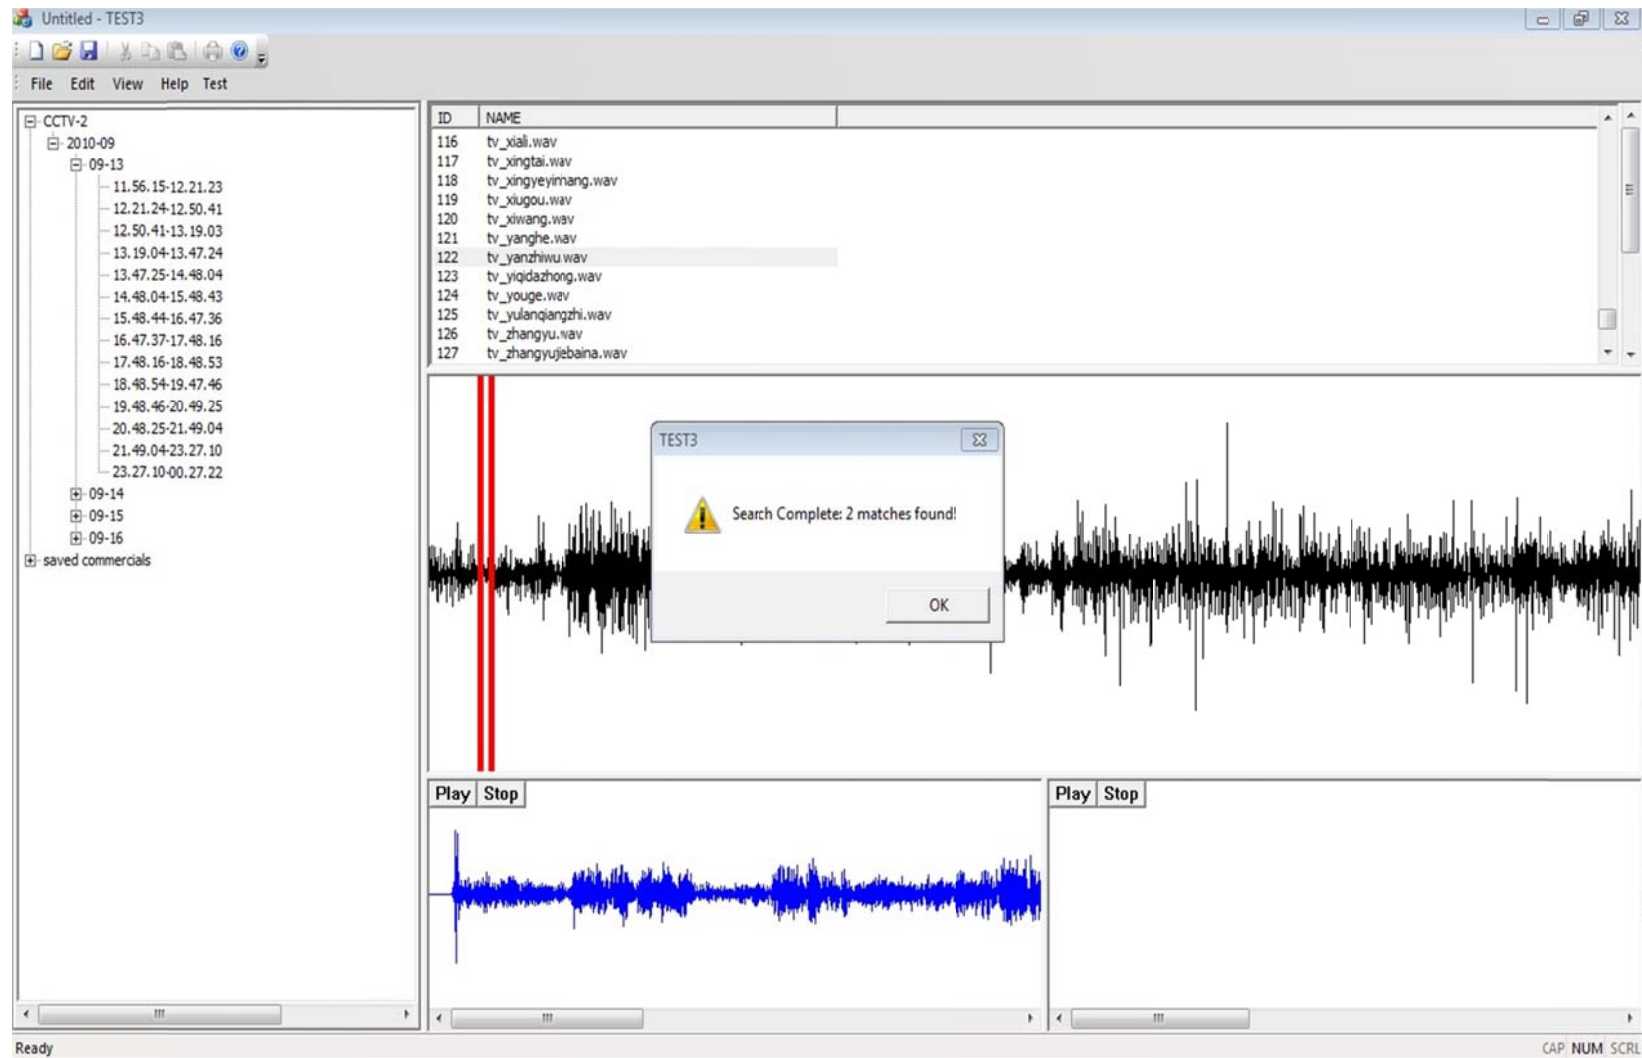 Untitled - TEST3
File Edit View Help Test
CCTV-2
2010-09
09-13
11.56.15-12.21.23
12.21.24-12.50.41
12.50.41-13.19.03
13.19.04-13.47.24
13.47.25-14.48.04
14.48.04-15.48.43
15.48.44-16.47.36
16.47.37-17.48.16
17.48.16-18.48.53
18.48.54-19.47.46
19.48.46-20.49.25
20.48.25-21.49.04
21.49.04-23.27.10
23.27.10-00.27.22
09-14
09-15
09-16
saved commercials
ID NAME
116 tv_xiali.wav
117 tv_xingtai.wav
118 tv_xingyeyimang.wav
119 tv_xiugou.wav
120 tv_xiwang.wav
121 tv_yanghe.wav
122 tv_yanzhiwu.wav
123 tv_yiqidazhong.wav
124 tv_youge.wav
125 tv_yulanqiangzhi.wav
126 tv_zhangyu.wav
127 tv_zhangyujiebaina.wav
TEST3
Search Complete: 2 matches found!
OK
Play Stop
Play Stop
Ready
CAP NUM SCRL